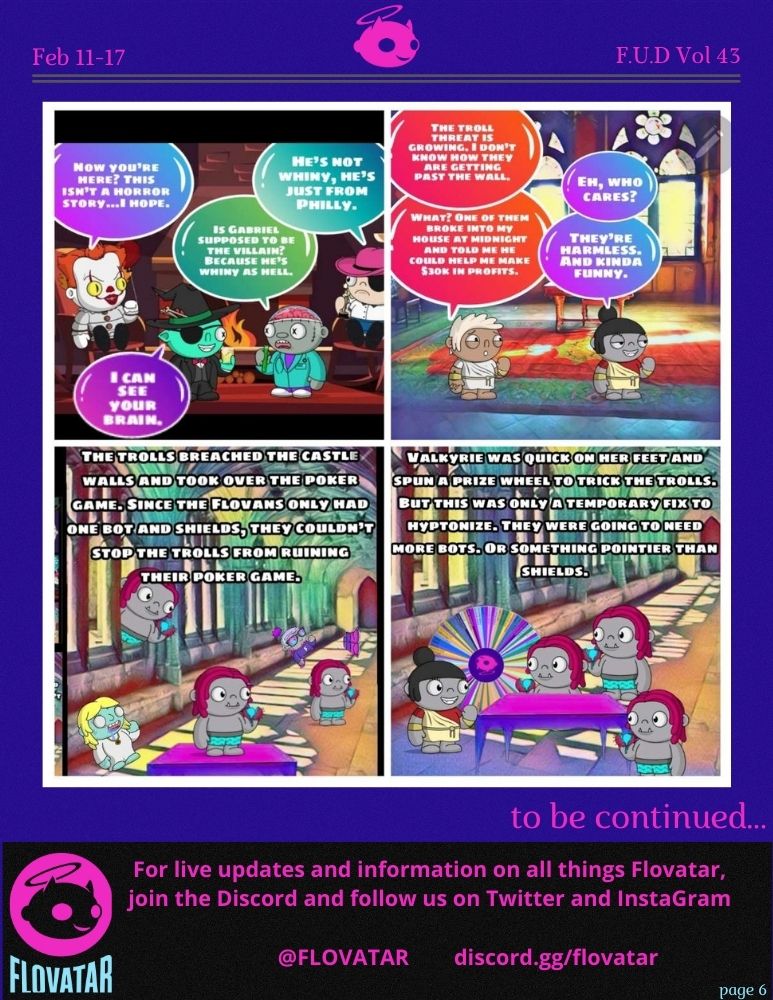 Feb 11-17
F.U.D Vol 43
NOW YOU'RE
HERE? THIS
ISN'T A HORROR
STORY...I HOPE.
HE'S NOT
WHINY, HE'S
JUST FROM
PHILLY.
IS GABRIEL
SUPPOSED TO BE
THE VILLAIN?
BECAUSE HE'S
WHINY AS HELL.
I CAN
SEE
YOUR
BRAIN.
THE TROLL
THREAT IS
GROWING. I DON'T
KNOW HOW THEY
ARE GETTING
PAST THE WALL.
EH, WHO
CARES?
WHAT? ONE OF THEM
BROKE INTO MY
HOUSE AT MIDNIGHT
AND TOLD ME HE
COULD HELP ME MAKE
$30K IN PROFITS.
THEY'RE
HARMLESS.
AND KINDA
FUNNY.
THE TROLLS BREACHED THE CASTLE
WALLS AND TOOK OVER THE POKER
GAME. SINCE THE FLOVANS ONLY HAD
ONE BOT AND SHIELDS, THEY COULDN'T
STOP THE TROLLS FROM RUINING
THEIR POKER GAME.
VALKYRIE WAS QUICK ON HER FEET AND
SPUN A PRIZE WHEEL TO TRICK THE TROLLS.
BUT THIS WAS ONLY A TEMPORARY FIX TO
HYPTONIZE. THEY WERE GOING TO NEED
MORE BOTS. OR SOMETHING POINTIER THAN
SHIELDS.
to be continued...
For live updates and information on all things Flovatar,
join the Discord and follow us on Twitter and InstaGram
@FLOVATAR discord.gg/flovatar
FLOVATAR
page 6